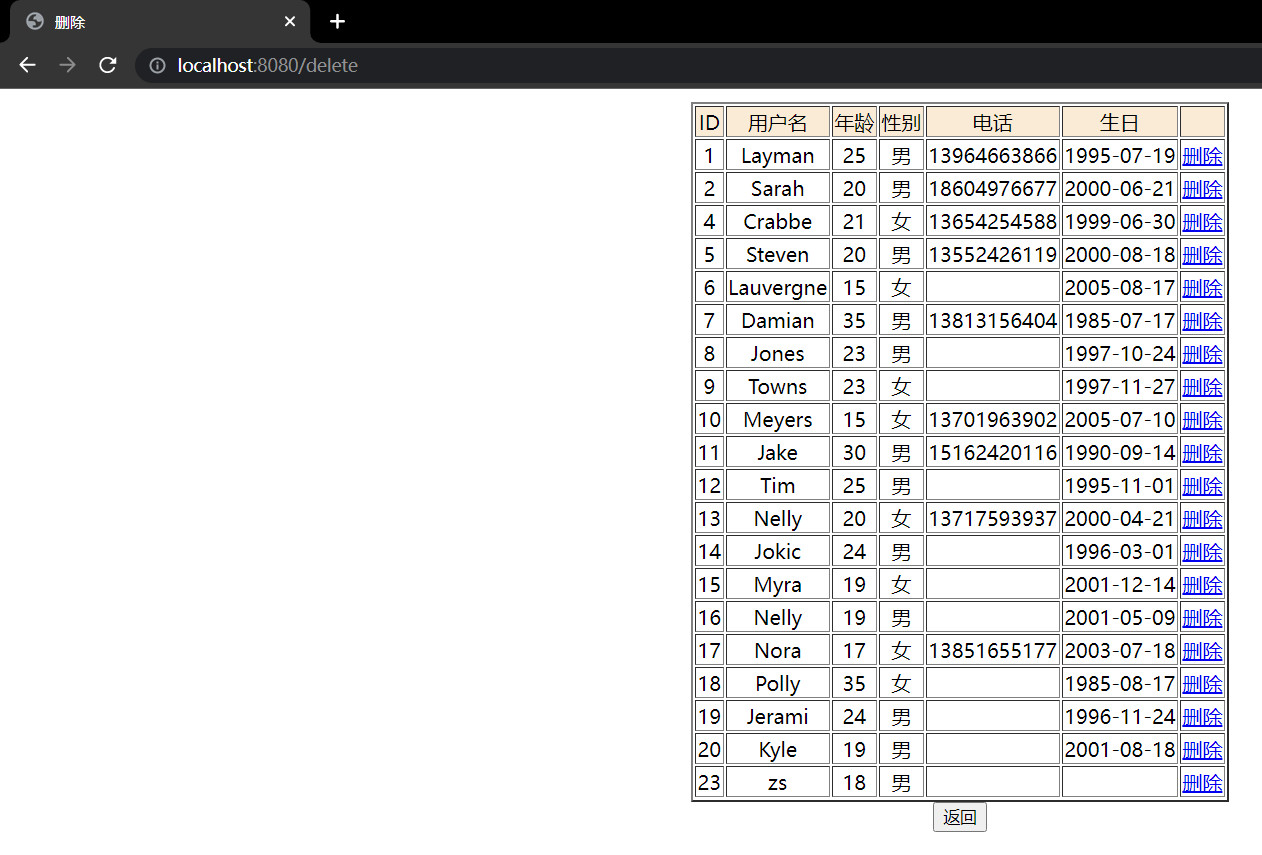 删除
localhost:8080/delete
ID 用户名 年龄 性别 电话 生日
1 Layman 25 男 13964663866 1995-07-19 删除
2 Sarah 20 男 18604976677 2000-06-21 删除
4 Crabbe 21 女 13654254588 1999-06-30 删除
5 Steven 20 男 13552426119 2000-08-18 删除
6 Lauvergne 15 女 2005-08-17 删除
7 Damian 35 男 13813156404 1985-07-17 删除
8 Jones 23 男 1997-10-24 删除
9 Towns 23 女 1997-11-27 删除
10 Meyers 15 女 13701963902 2005-07-10 删除
11 Jake 30 男 15162420116 1990-09-14 删除
12 Tim 25 男 1995-11-01 删除
13 Nelly 20 女 13717593937 2000-04-21 删除
14 Jokic 24 男 1996-03-01 删除
15 Myra 19 女 2001-12-14 删除
16 Nelly 19 男 2001-05-09 删除
17 Nora 17 女 13851655177 2003-07-18 删除
18 Polly 35 女 1985-08-17 删除
19 Jerami 24 男 1996-11-24 删除
20 Kyle 19 男 2001-08-18 删除
23 zs 18 男 删除
返回